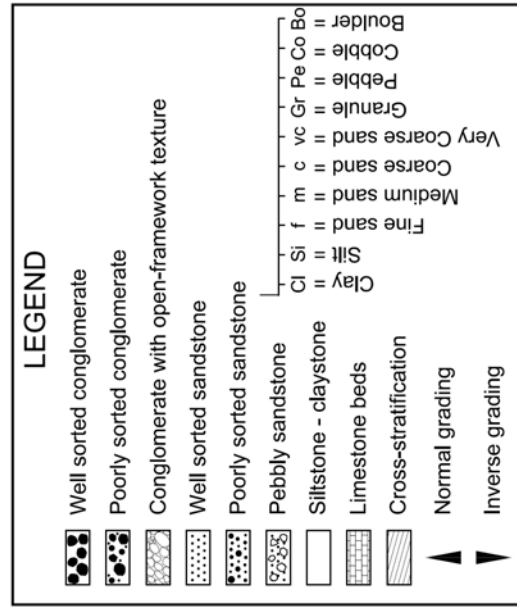 LEGEND
Well sorted conglomerate
Poorly sorted conglomerate
Conglomerate with open-framework texture
Well sorted sandstone
Poorly sorted sandstone
Pebbly sandstone
Siltstone - claystone
Limestone beds
Cross-stratification
Normal grading
Inverse grading
Cl = Clay
Si = Silt
f = Fine sand
m = Medium sand
c = Coarse sand
vc = Very Coarse sand
Gr = Granule
Pe = Pebble
Co = Cobble
Bo = Boulder